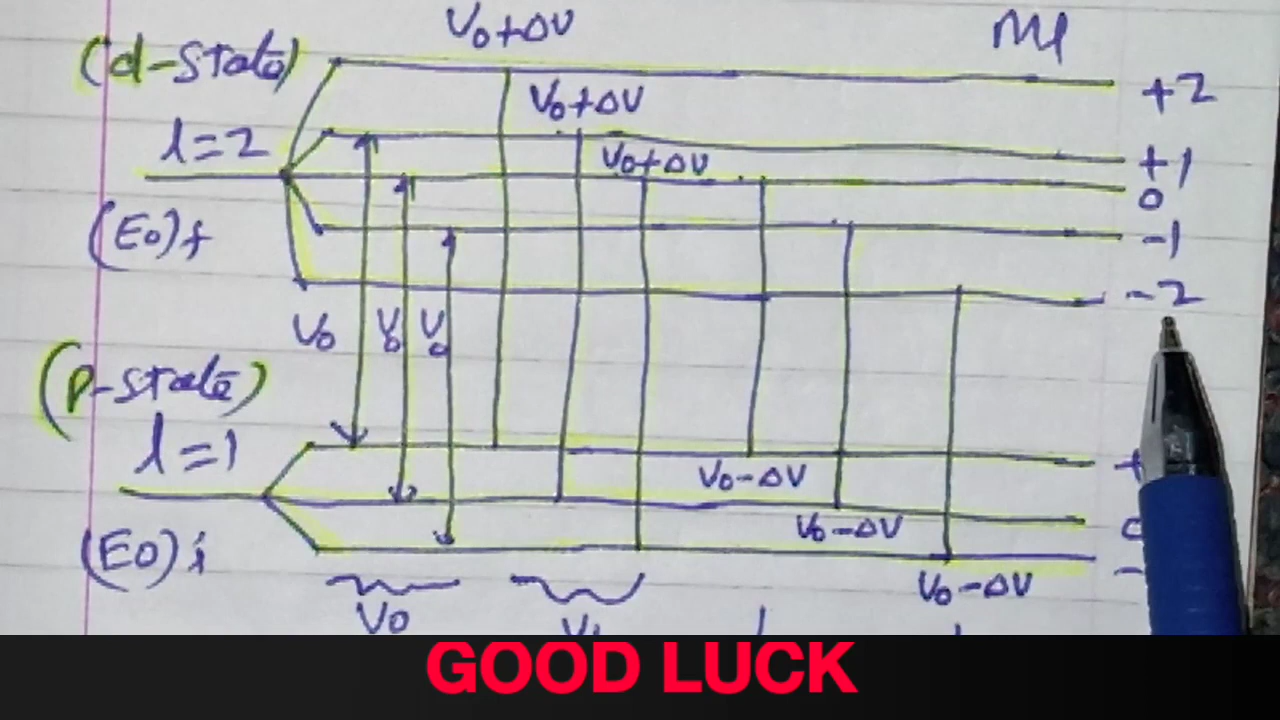 V₀+ΔV
ml
(d-state)
+2
V₀+ΔV
l=2
V₀+ΔV
+1
0
(E0)f
-1
-2
V₀
V₀
V₀
(p-state)
l=1
V₀-ΔV
V₀-ΔV
(E0)i
V₀-ΔV
V₀
GOOD LUCK